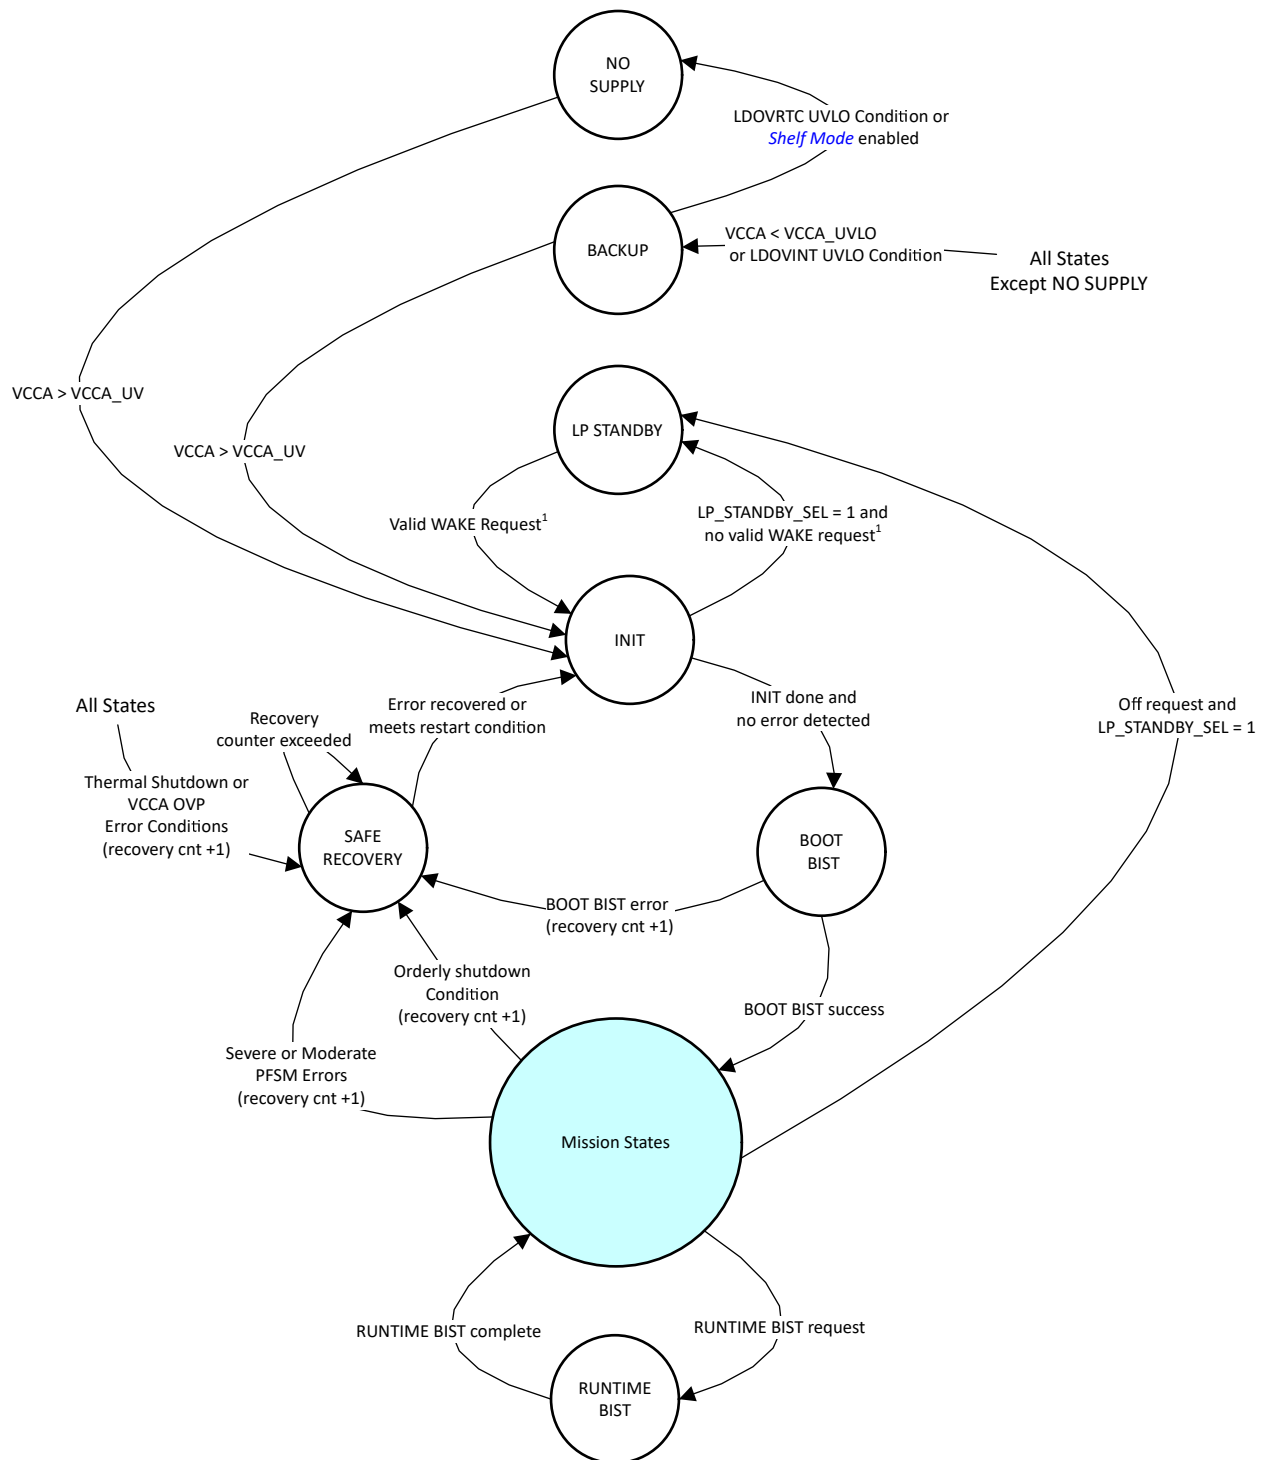 NO
SUPPLY
LDOVRTC UVLO Condition or
Shelf Mode enabled
BACKUP
VCCA < VCCA_UVLO
or LDOVINT UVLO Condition
All States
Except NO SUPPLY
VCCA > VCCA_UV
VCCA > VCCA_UV
LP STANDBY
Valid WAKE Request¹
LP_STANDBY_SEL = 1 and
no valid WAKE request¹
INIT
All States
Recovery
counter exceeded
Error recovered or
meets restart condition
INIT done and
no error detected
Off request and
LP_STANDBY_SEL = 1
Thermal Shutdown or
VCCA OVP
Error Conditions
(recovery cnt +1)
SAFE
RECOVERY
BOOT
BIST
BOOT BIST error
(recovery cnt +1)
Orderly shutdown
Condition
(recovery cnt +1)
BOOT BIST success
Severe or Moderate
PFSM Errors
(recovery cnt +1)
Mission States
RUNTIME BIST complete
RUNTIME BIST request
RUNTIME
BIST